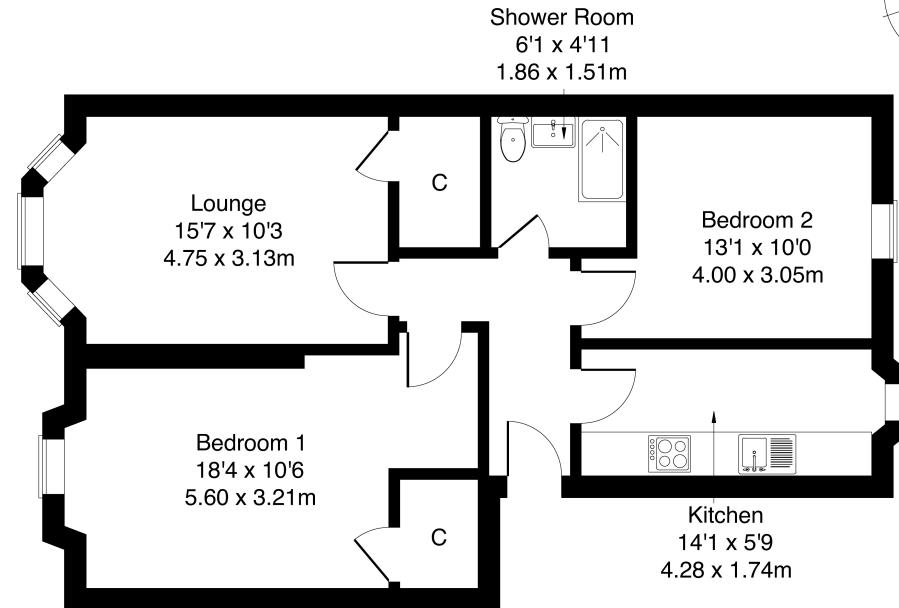 Shower Room
6'1 x 4'11
1.86 x 1.51m
Lounge
15'7 x 10'3
4.75 x 3.13m
C
Bedroom 2
13'1 x 10'0
4.00 x 3.05m
Bedroom 1
18'4 x 10'6
5.60 x 3.21m
C
Kitchen
14'1 x 5'9
4.28 x 1.74m